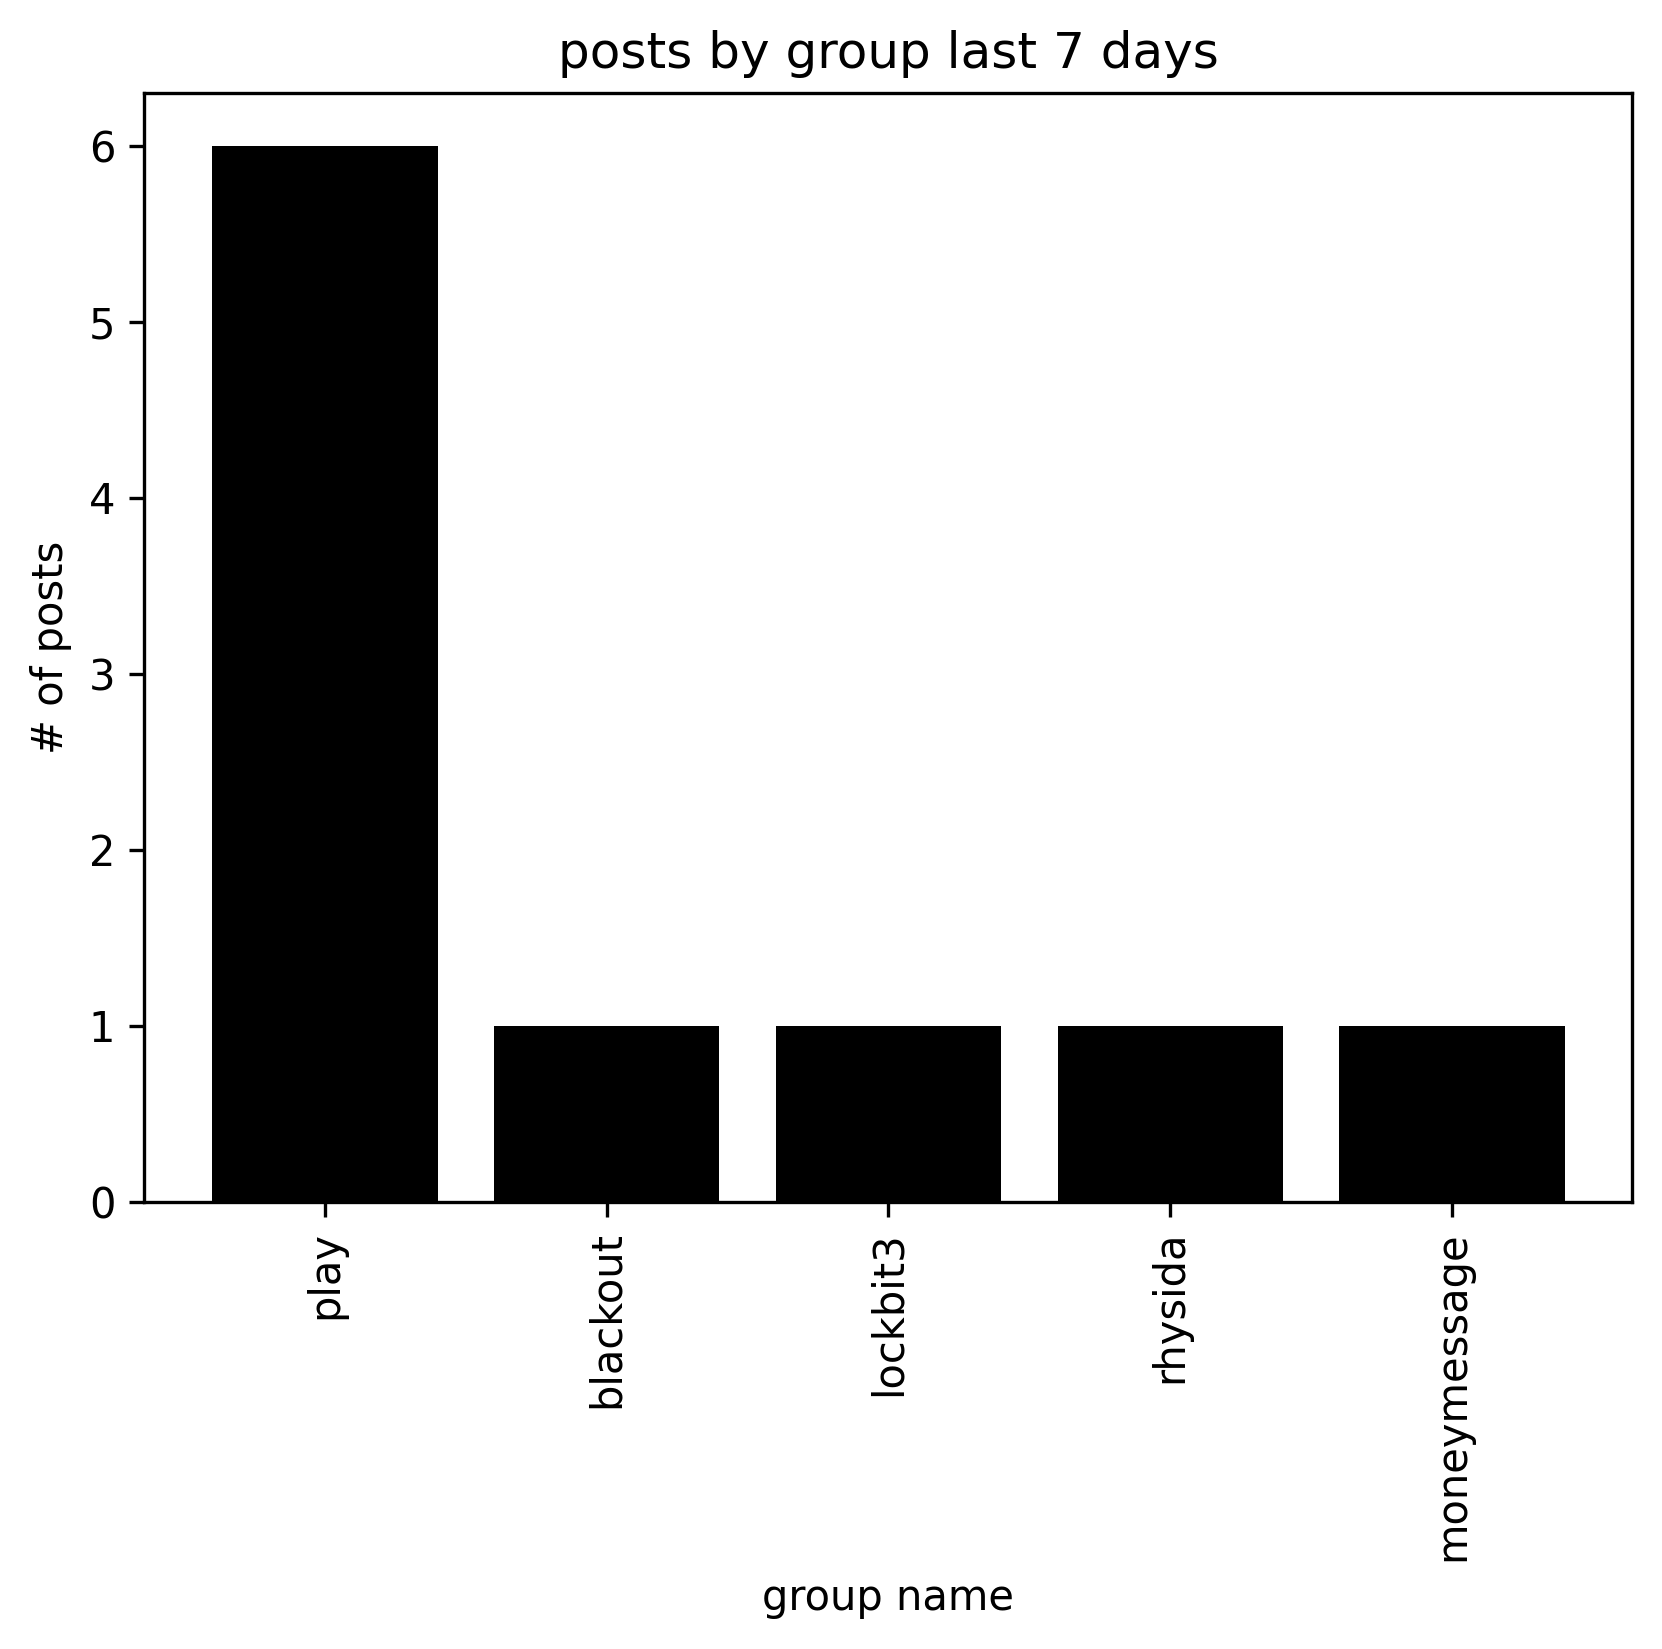 posts by group last 7 days
# of posts
6
5
4
3
2
1
0
play
blackout
lockbit3
rhysida
moneymessage
group name